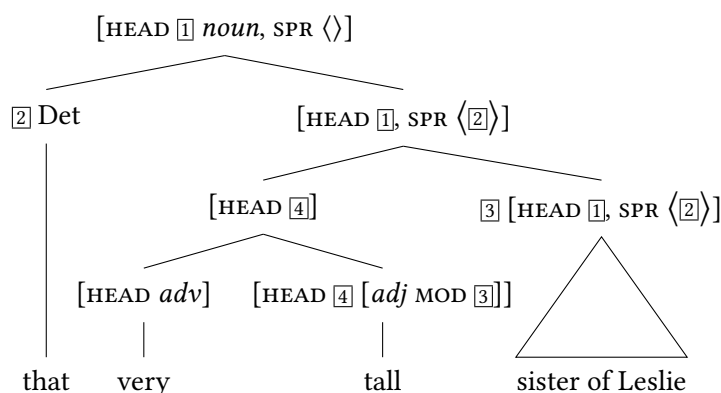 [HEAD 1 noun, SPR ⟨⟩]
2 Det [HEAD 1, SPR ⟨2⟩]
[HEAD 4] 3 [HEAD 1, SPR ⟨2⟩]
[HEAD adv] [HEAD 4 [adj MOD 3]]
that very tall sister of Leslie